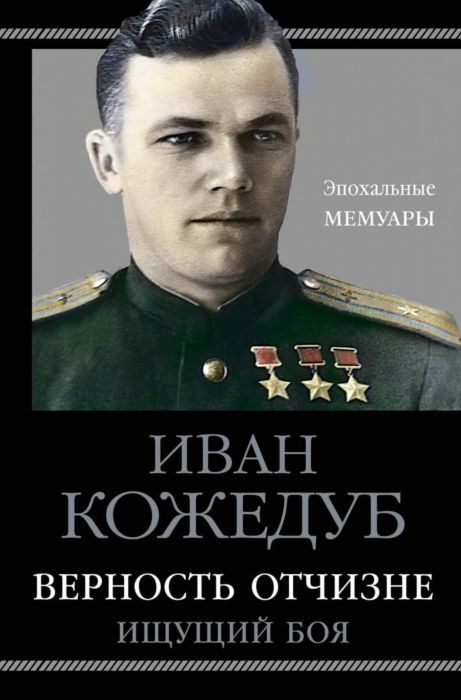 Эпохальные
МЕМУАРЫ
ИВАН
КОЖЕДУБ
ВЕРНОСТЬ ОТЧИЗНЕ
ИЩУЩИЙ БОЯ